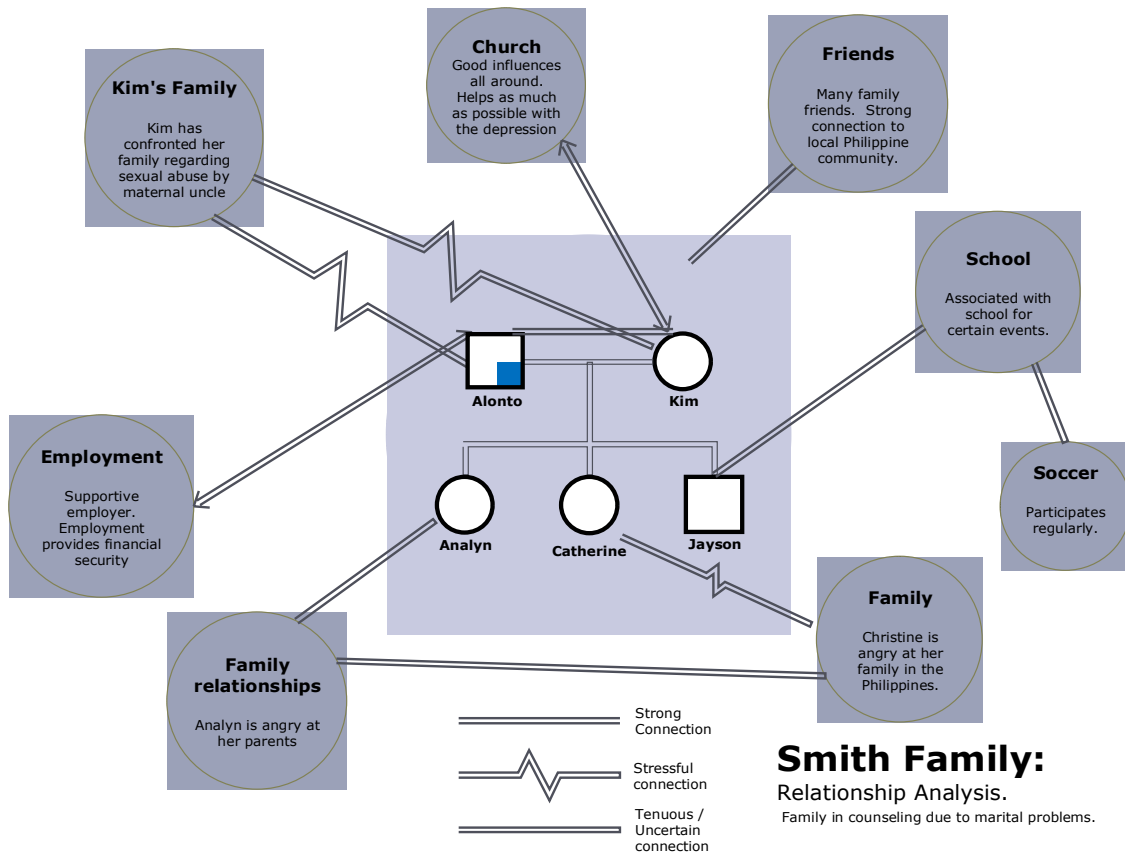 Church
Good influences
all around.
Helps as much
as possible with
the depression
Friends
Many family
friends.  Strong
connection to
local Philippine
community.
Kim's Family
Kim has
confronted her
family regarding
sexual abuse by
maternal uncle
School
Associated with
school for
certain events.
Alonto
Kim
Employment
Supportive
employer.
Employment
provides financial
security
Soccer
Participates
regularly.
Analyn
Catherine
Jayson
Family
Christine is
angry at her
family in the
Philippines.
Family
relationships
Analyn is angry at
her parents
Strong
Connection
Stressful
connection
Tenuous /
Uncertain
connection
Smith Family:
Relationship Analysis.
Family in counseling due to marital problems.